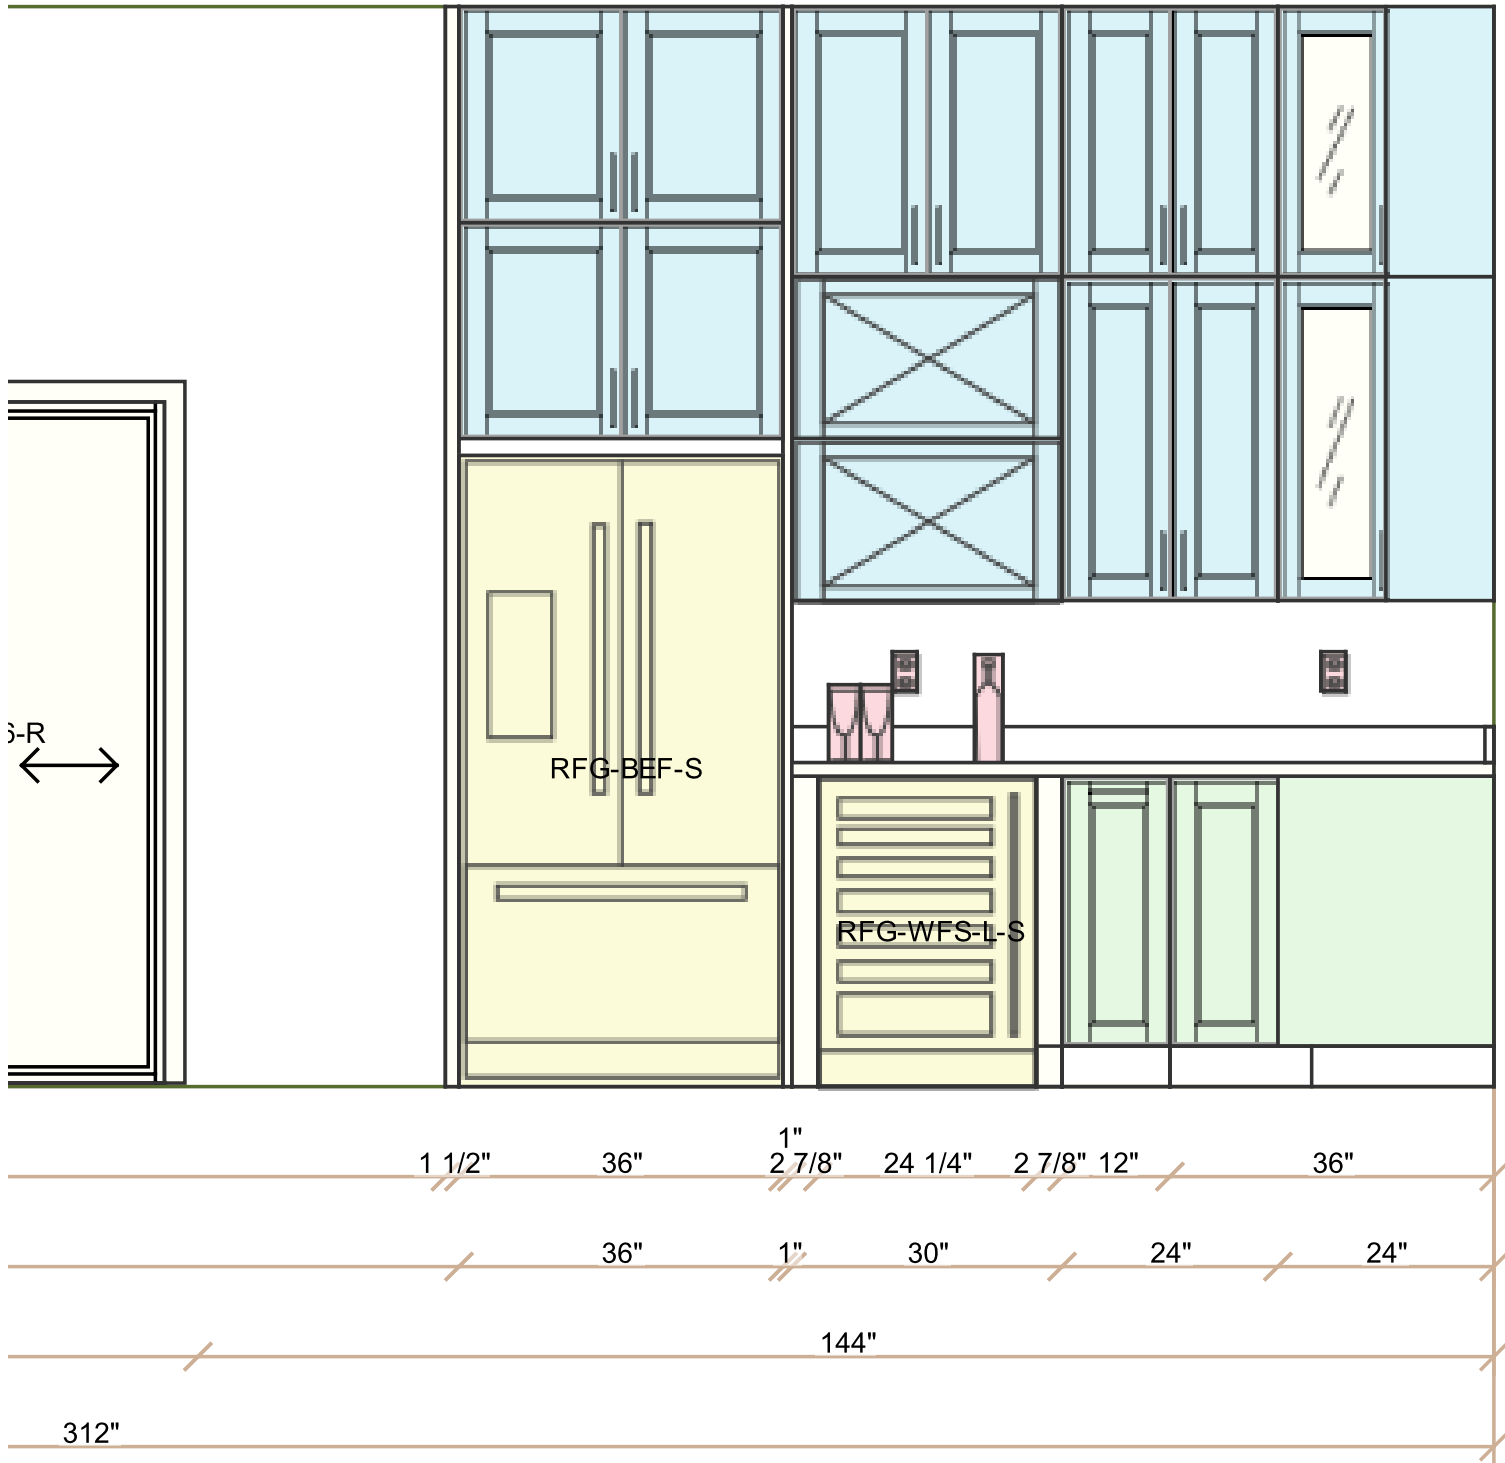 6-R
RFG-BEF-S
RFG-WFS-L-S
1"
1 1/2" 36" 2 7/8" 24 1/4" 2 7/8" 12" 36"
36" 1" 30" 24" 24"
144"
312"